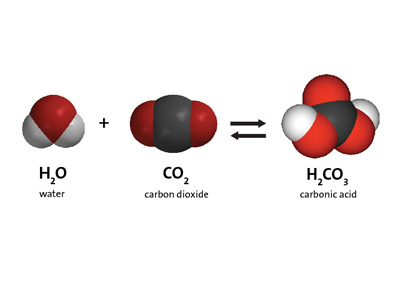 +
H₂O
water
CO₂
carbon dioxide
H₂CO₃
carbonic acid